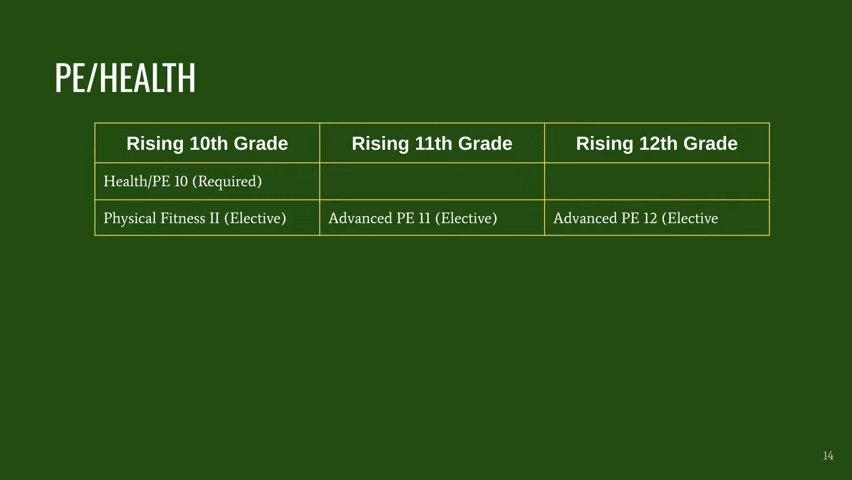 PE/HEALTH
Rising 10th Grade Rising 11th Grade Rising 12th Grade
Health/PE 10 (Required)
Physical Fitness II (Elective) Advanced PE 11 (Elective) Advanced PE 12 (Elective
14